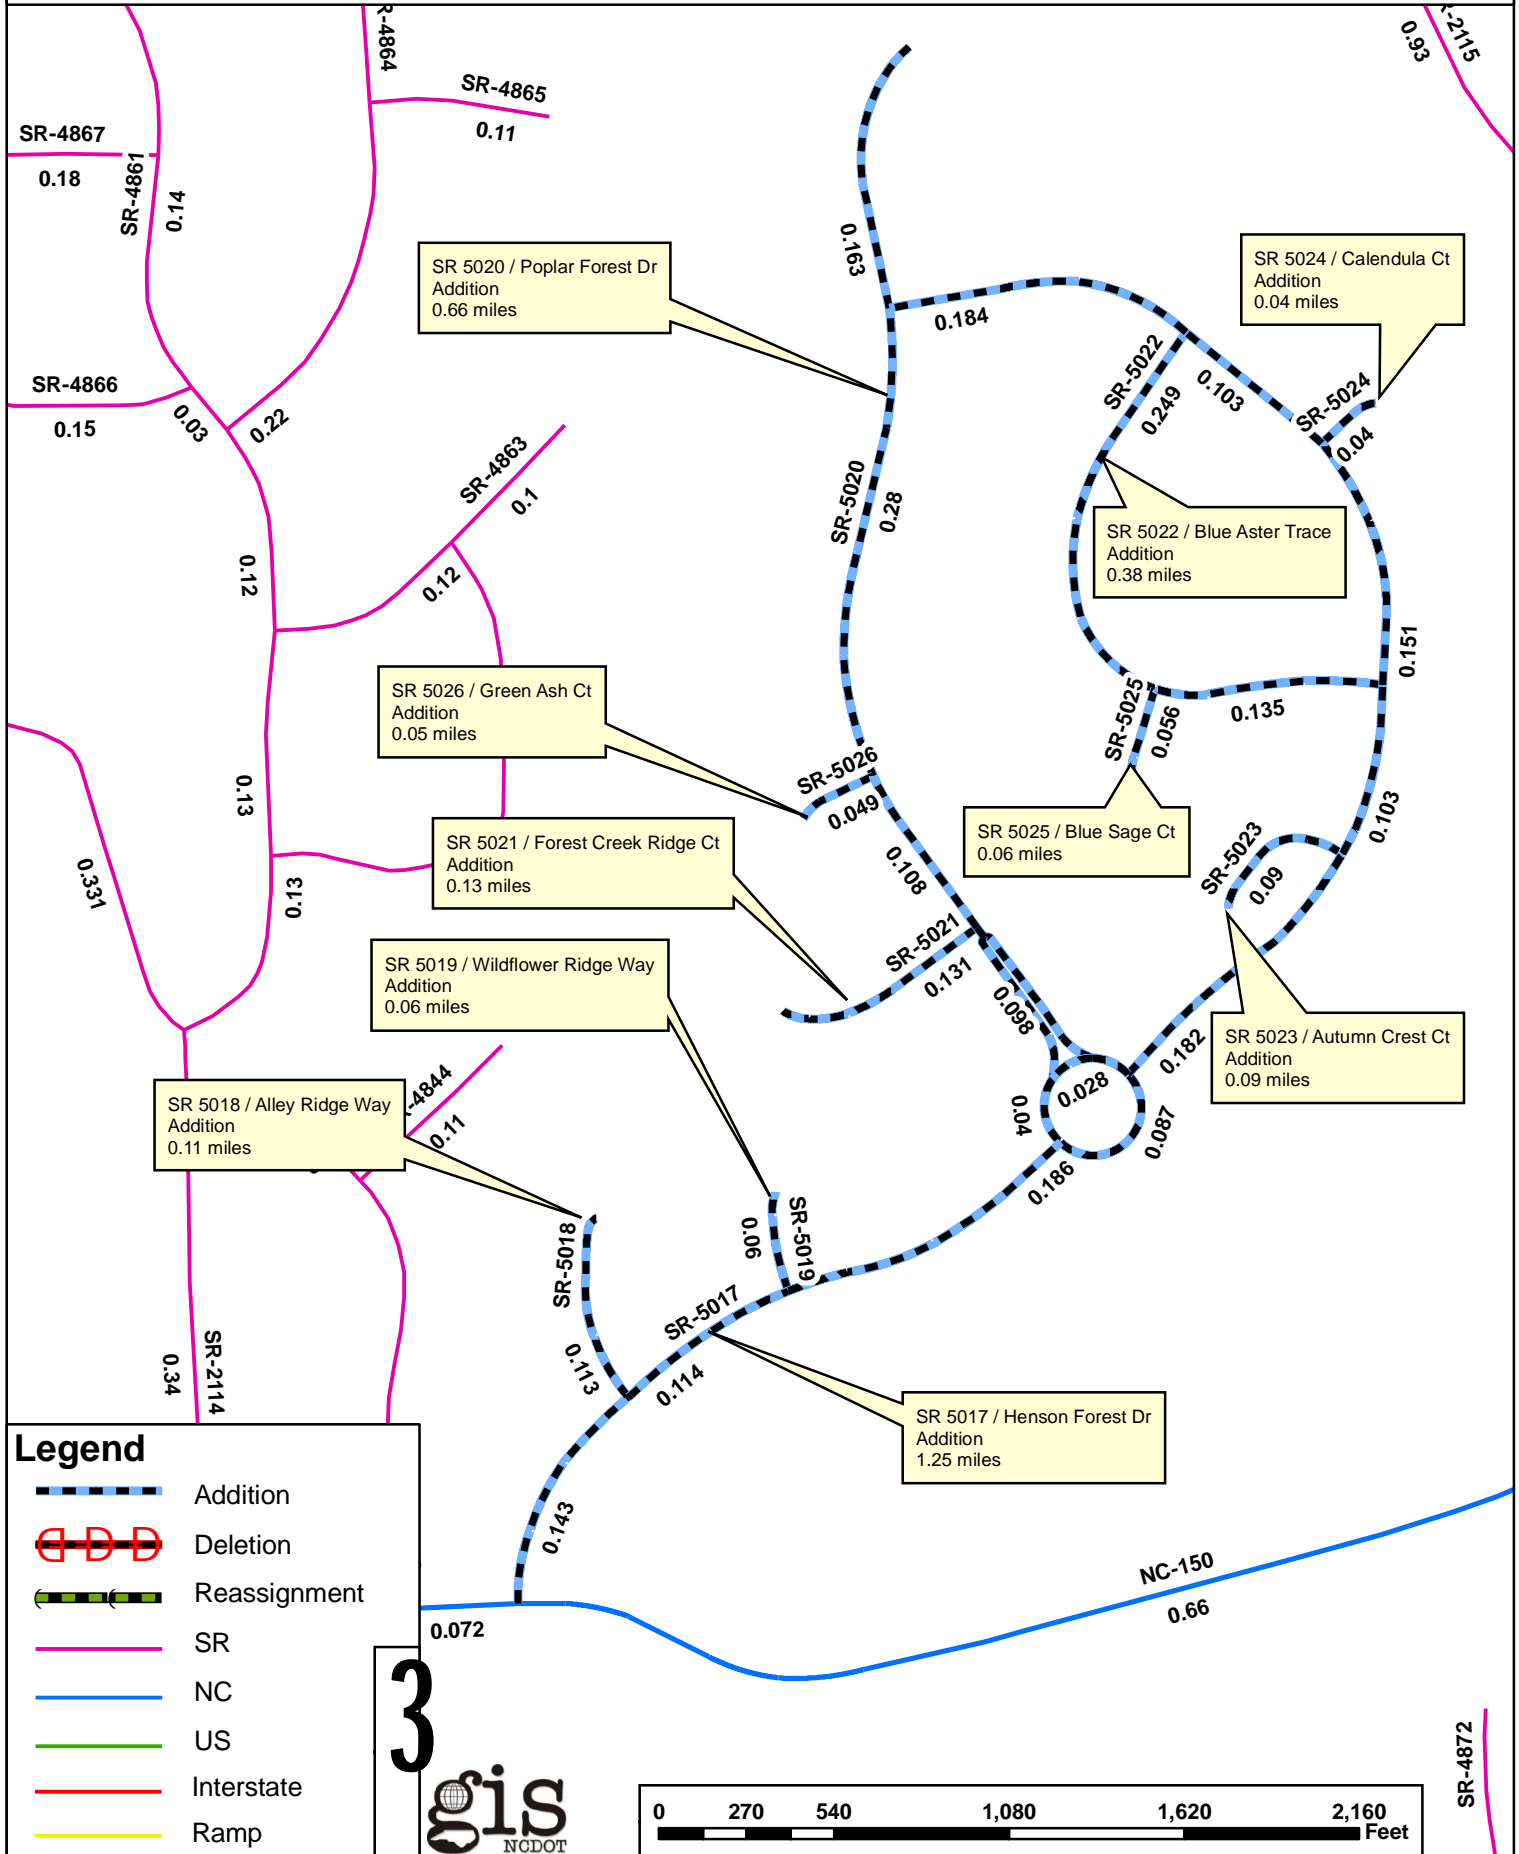 R-4864
SR-4865
0.11
R-2115
0.93
SR-4867
0.18
SR-4861
0.14
0.163
SR 5020 / Poplar Forest Dr
Addition
0.66 miles
SR 5024 / Calendula Ct
Addition
0.04 miles
0.184
SR-5022
0.249
0.103
SR-5024
0.04
SR-4866
0.15
0.03
0.22
SR-4863
0.1
SR-5020
0.28
SR 5022 / Blue Aster Trace
Addition
0.38 miles
0.12
0.12
0.151
SR 5026 / Green Ash Ct
Addition
0.05 miles
SR-5025
0.056
0.135
SR-5026
0.049
0.13
SR 5021 / Forest Creek Ridge Ct
Addition
0.13 miles
SR 5025 / Blue Sage Ct
0.06 miles
0.103
SR-5023
0.09
0.108
0.331
0.13
SR-5021
0.131
SR 5019 / Wildflower Ridge Way
Addition
0.06 miles
0.098
0.182
SR 5023 / Autumn Crest Ct
Addition
0.09 miles
SR 5018 / Alley Ridge Way
Addition
0.11 miles
-4844
0.11
0.028
0.04
0.087
0.186
SR-5018
0.06
SR-5019
SR-5017
0.113
0.114
0.34
SR-2114
SR 5017 / Henson Forest Dr
Addition
1.25 miles
0.143
NC-150
0.66
0.072
Legend
Addition
Deletion
Reassignment
SR
NC
US
Interstate
Ramp
3
gis
NCDOT
0 270 540 1,080 1,620 2,160
Feet
SR-4872